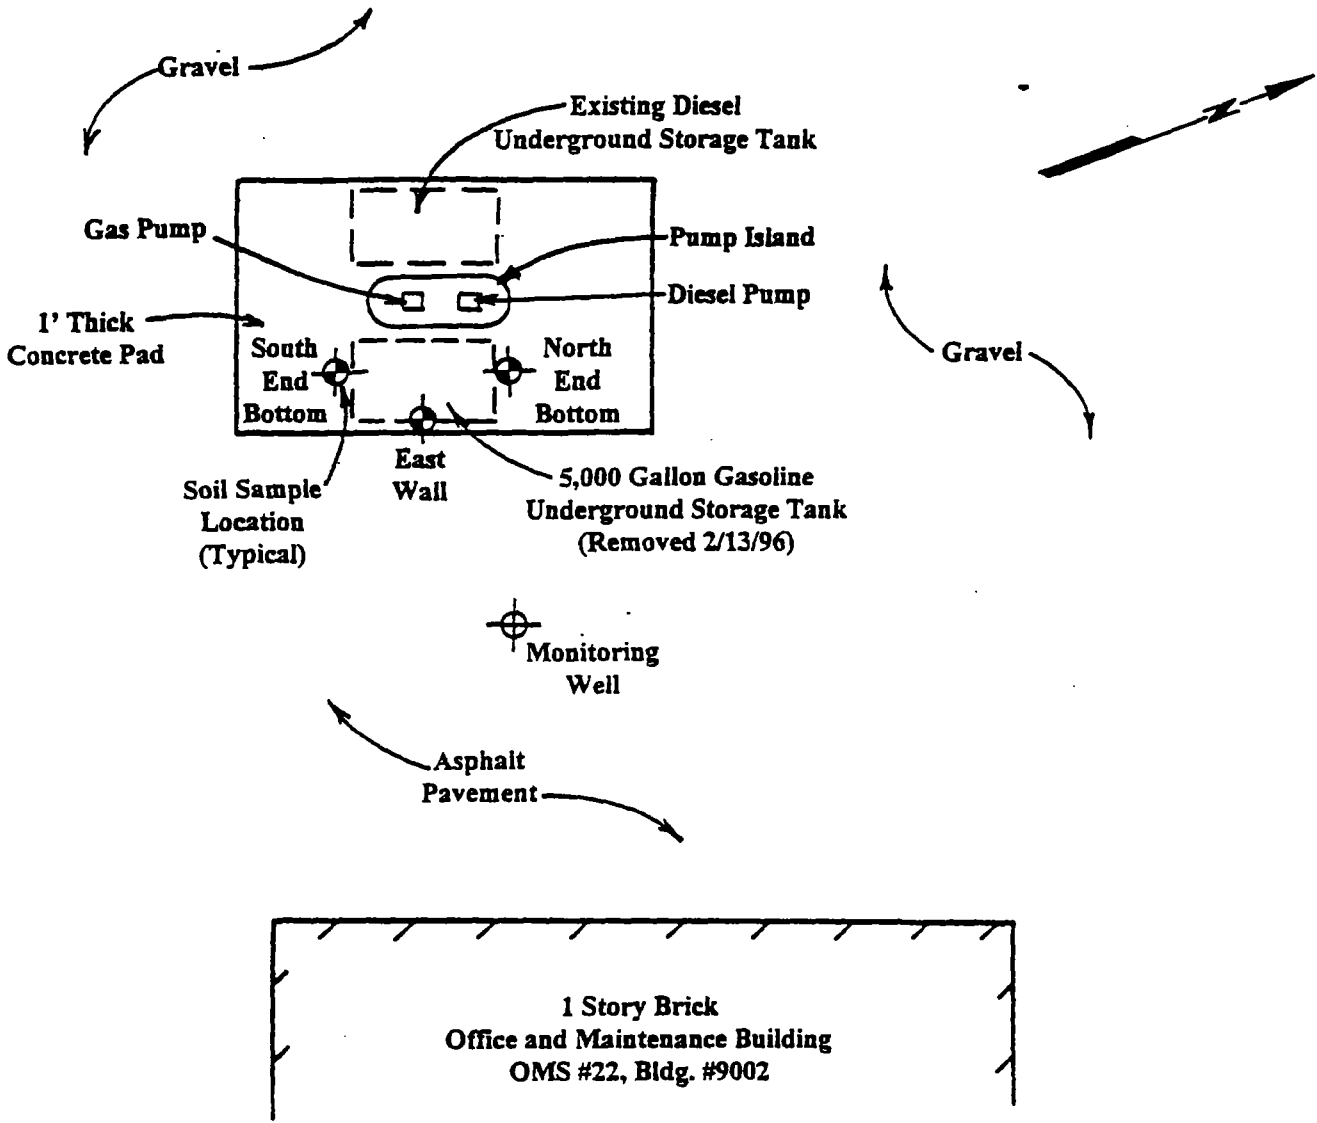 Gravel
Existing Diesel
Underground Storage Tank
N
Gas Pump
Pump Island
Diesel Pump
1' Thick
Concrete Pad
South
End
Bottom
North
End
Bottom
Gravel
East
Wall
Soil Sample
Location
(Typical)
5,000 Gallon Gasoline
Underground Storage Tank
(Removed 2/13/96)
Monitoring
Well
Asphalt
Pavement
1 Story Brick
Office and Maintenance Building
OMS #22, Bldg. #9002